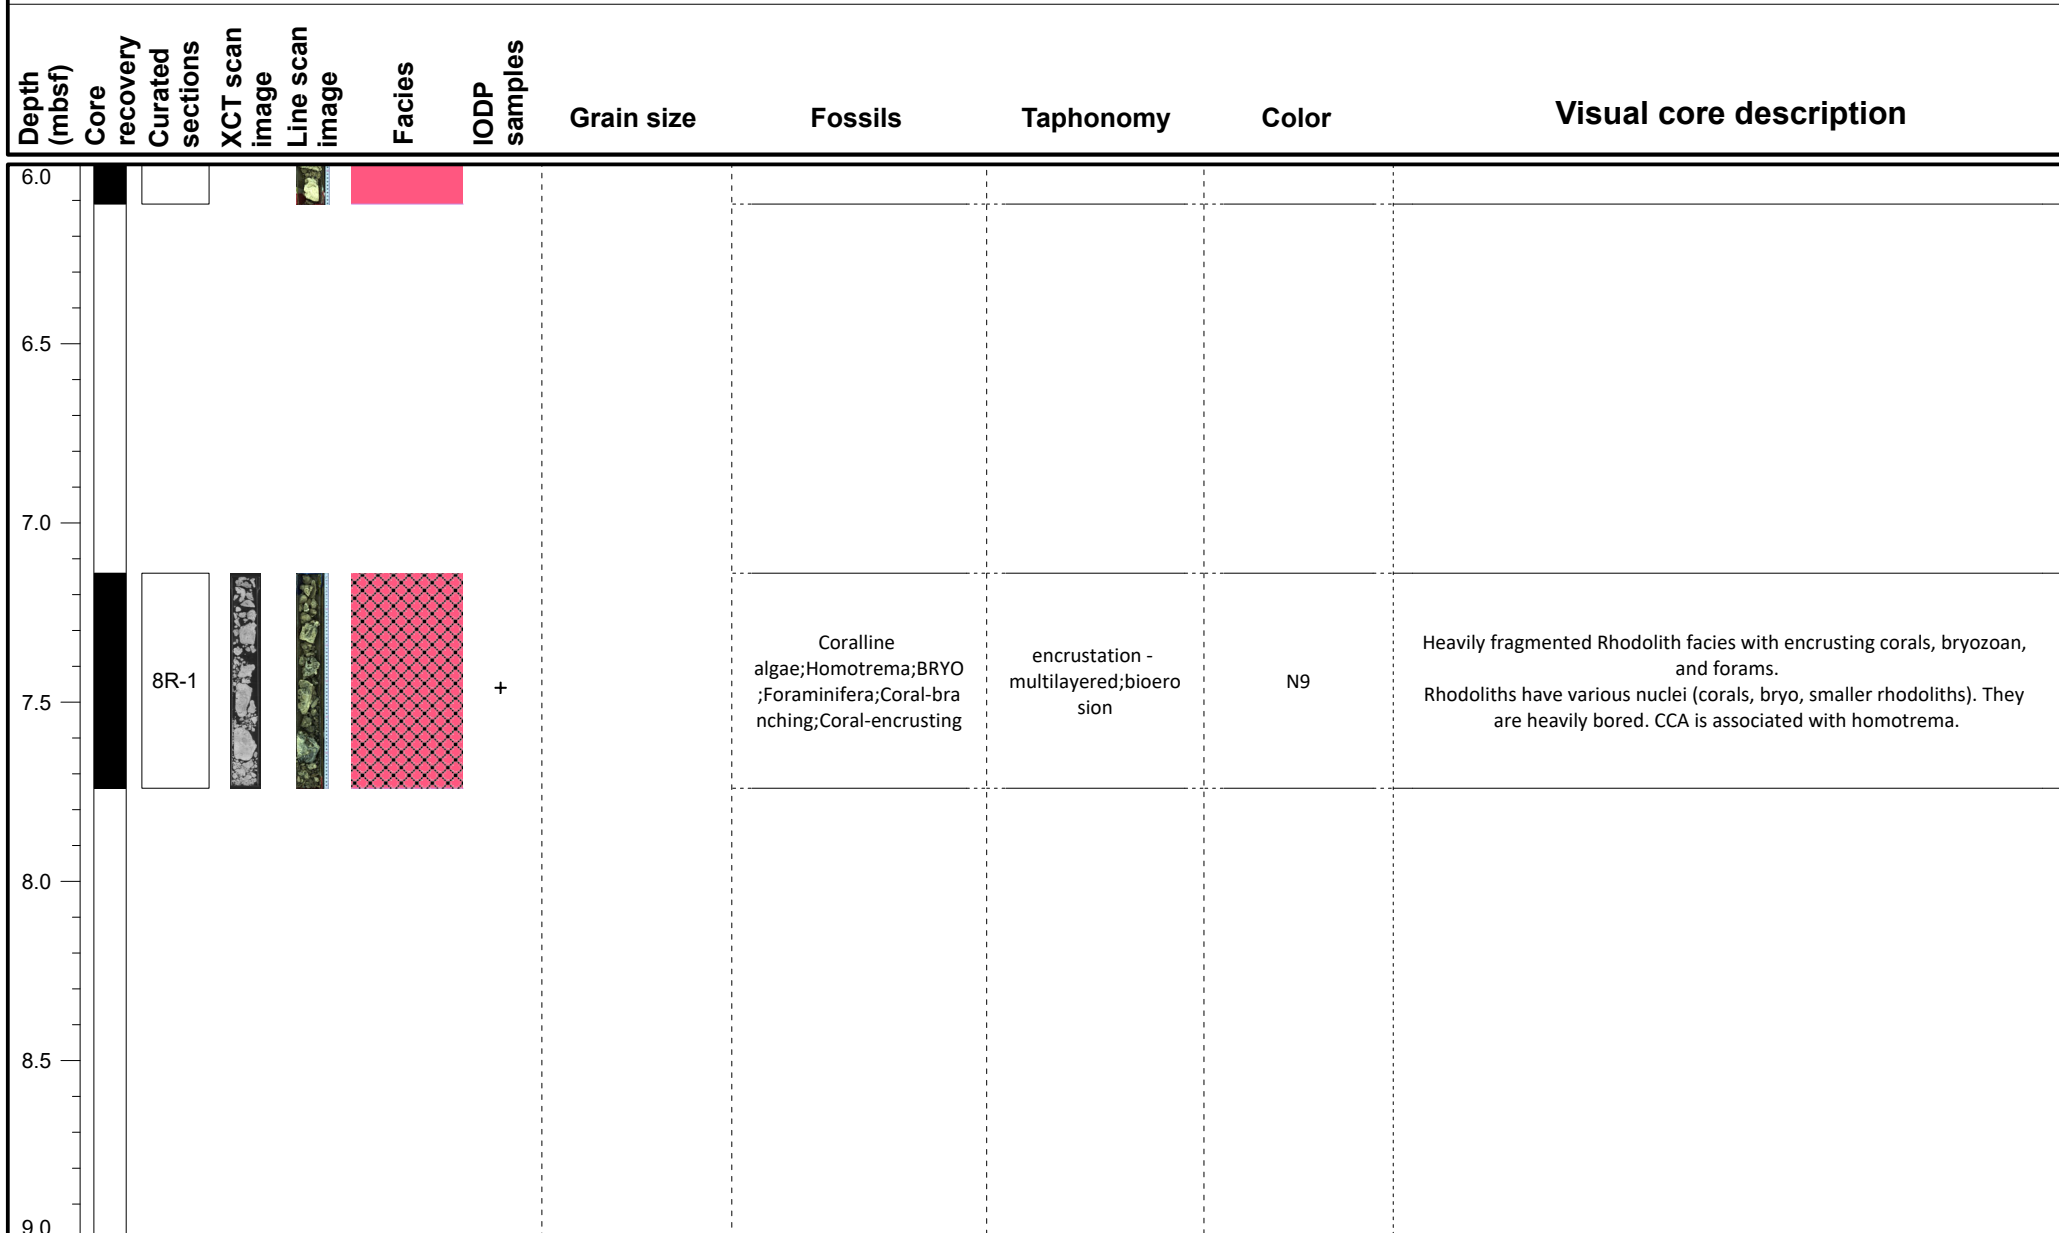 Depth
(mbsf)
Core
recovery
Curated
sections
XCT scan
image
Line scan
image
Facies
IODP
samples
Grain size
Fossils
Taphonomy
Color
Visual core description
6.0
6.5
7.0
7.5
8.0
8.5
9.0
8R-1
+
Coralline
algae;Homotrema;BRYO
;Foraminifera;Coral-bra
nching;Coral-encrusting
encrustation -
multilayered;bioero
sion
N9
Heavily fragmented Rhodolith facies with encrusting corals, bryozoan,
and forams.
Rhodoliths have various nuclei (corals, bryo, smaller rhodoliths). They
are heavily bored. CCA is associated with homotrema.